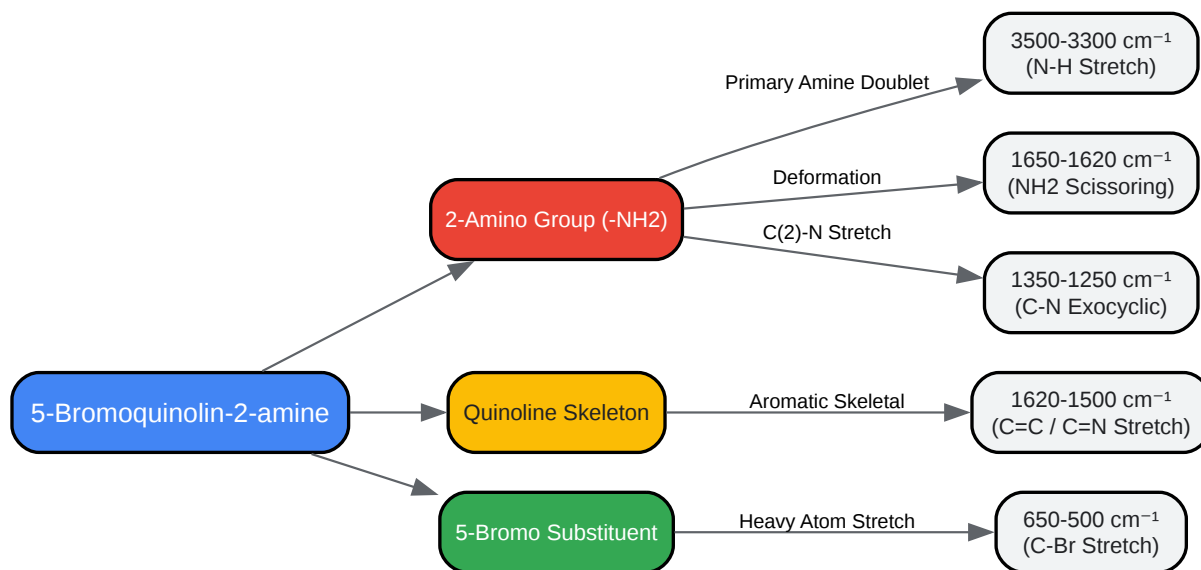 3500-3300 cm⁻¹
(N-H Stretch)
Primary Amine Doublet
1650-1620 cm⁻¹
(NH2 Scissoring)
Deformation
2-Amino Group (-NH2)
C(2)-N Stretch
1350-1250 cm⁻¹
(C-N Exocyclic)
5-Bromoquinolin-2-amine
Quinoline Skeleton
Aromatic Skeletal
1620-1500 cm⁻¹
(C=C / C=N Stretch)
5-Bromo Substituent
Heavy Atom Stretch
650-500 cm⁻¹
(C-Br Stretch)